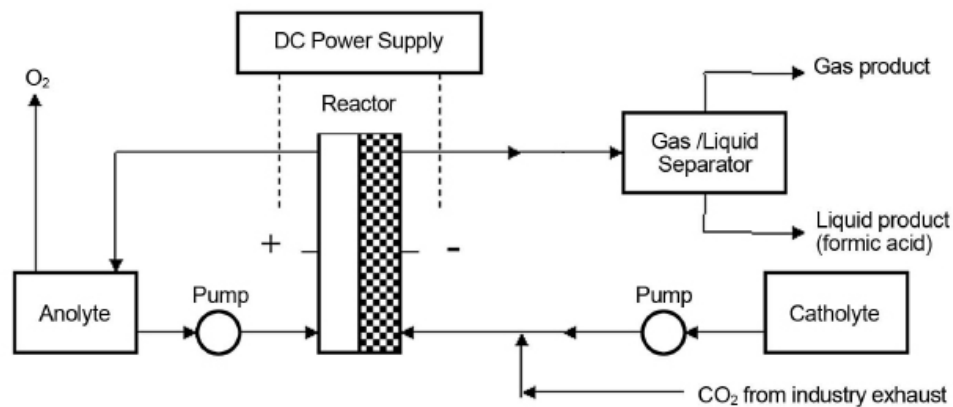 DC Power Supply
O₂
Gas product
Reactor
Gas /Liquid
Separator
+
-
Liquid product
(formic acid)
Anolyte
Pump
Pump
Catholyte
CO₂ from industry exhaust